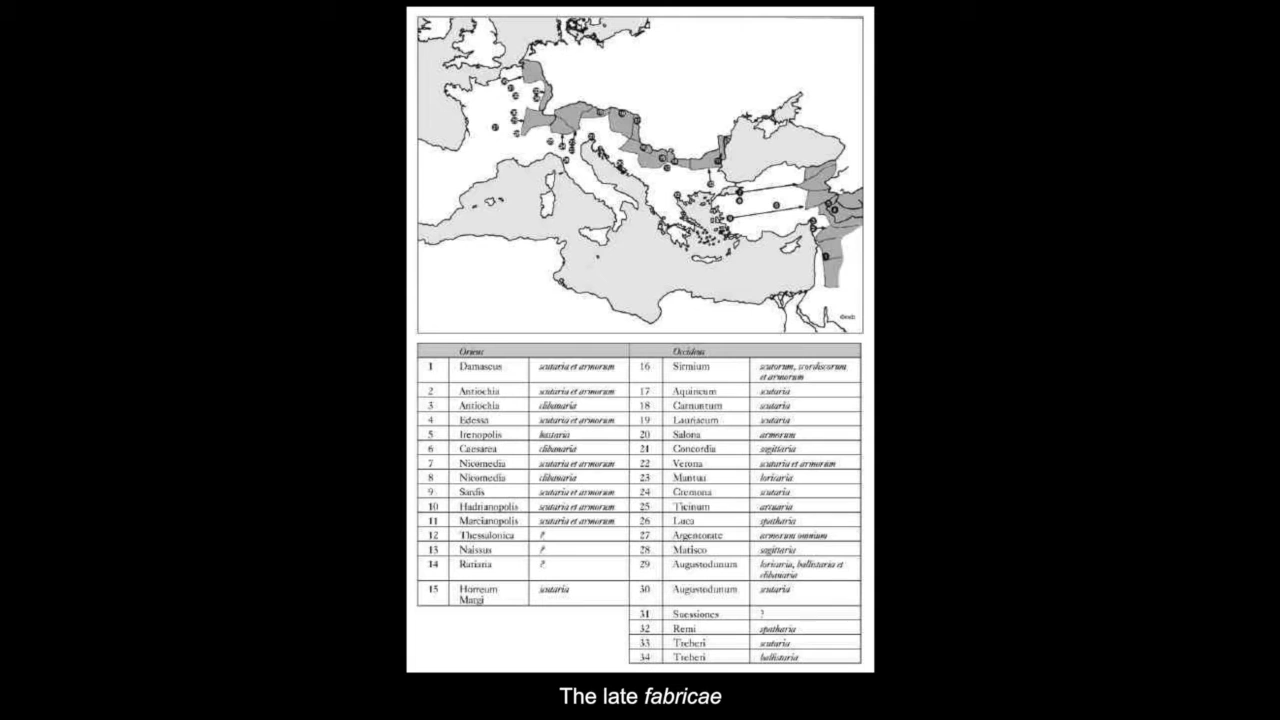 Oriens Occidens
1 Damascus scutaria et armorum 16 Sirmium scutorum, scordiscorum
et armorum
2 Antiochia scutaria et armorum 17 Aquincum scutaria
3 Antiochia clibanaria 18 Carnuntum scutaria
4 Edessa scutaria et armorum 19 Lauriacum scutaria
5 Irenopolis hastaria 20 Salona armorum
6 Caesarea clibanaria 21 Concordia sagittaria
7 Nicomedia scutaria et armorum 22 Verona scutaria et armorum
8 Nicomedia clibanaria 23 Mantua loricaria
9 Sardis scutaria et armorum 24 Cremona scutaria
10 Hadrianopolis scutaria et armorum 25 Ticinum arcuaria
11 Marcianopolis scutaria et armorum 26 Luca spatharia
12 Thessalonica ? 27 Argentorate armorum omnium
13 Naissus ? 28 Matisco sagittaria
14 Ratiaria ? 29 Augustodunum loricaria, ballistaria et
clibanaria
15 Horreum scutaria 30 Augustodunum scutaria
Margi
31 Suessiones ?
32 Remi spatharia
33 Treberi scutaria
34 Treberi ballistaria
The late fabricae